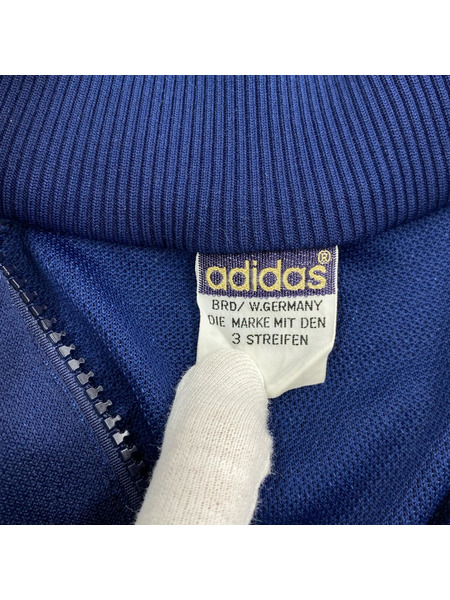 adidas®
BRD/ W.GERMANY
DIE MARKE MIT DEN
3 STREIFEN